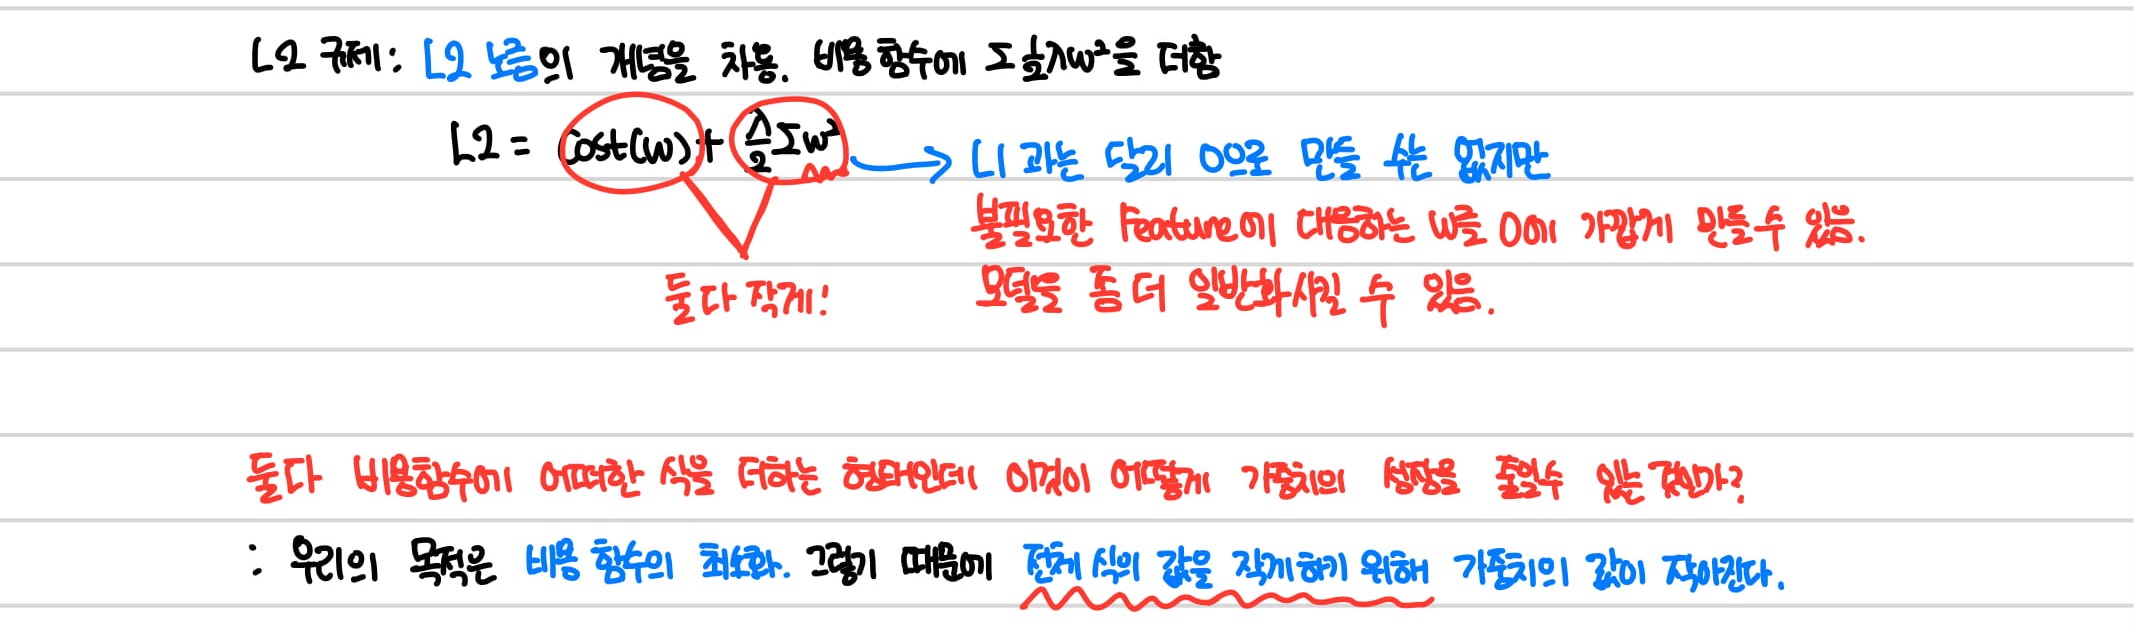 L2 규제: L2 노름의 개념을 차용. 비용 함수에 Σ½λw²을 더함
L2 = Cost(w) + λ/2 Σw² → L1 과는 달리 0으로 만들 수는 없지만
불필요한 Feature에 대응하는 w를 0에 가깝게 만들 수 있음.
둘다 작게! 모델을 좀 더 일반화시킬 수 있음.
둘다 비용함수에 어떠한 식을 더하는 형태인데 이것이 어떻게 가중치의 성장을 줄일수 있는 것인가?
: 우리의 목적은 비용 함수의 최소화. 그렇기 때문에 전체 식의 값을 작게하기 위해 가중치의 값이 작아진다.